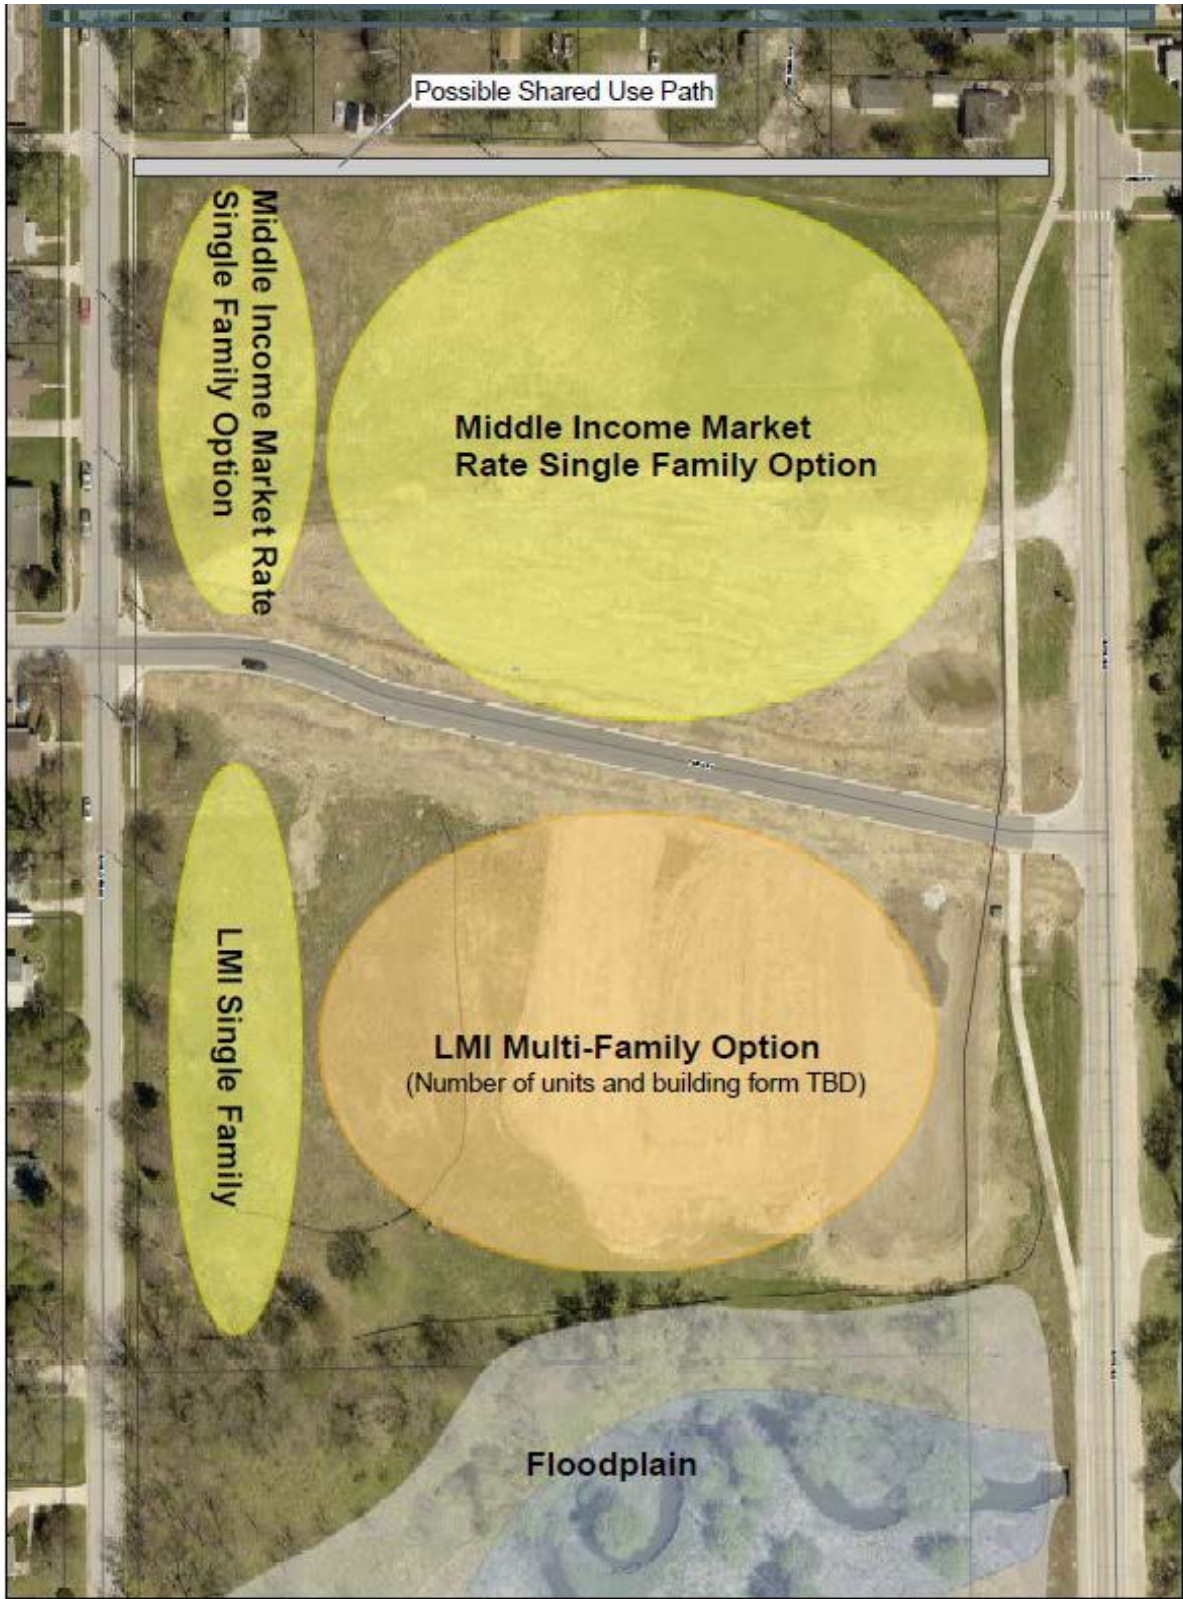 Possible Shared Use Path
Middle Income Market Rate
Single Family Option
Middle Income Market
Rate Single Family Option
LMI Single Family
LMI Multi-Family Option
(Number of units and building form TBD)
Floodplain